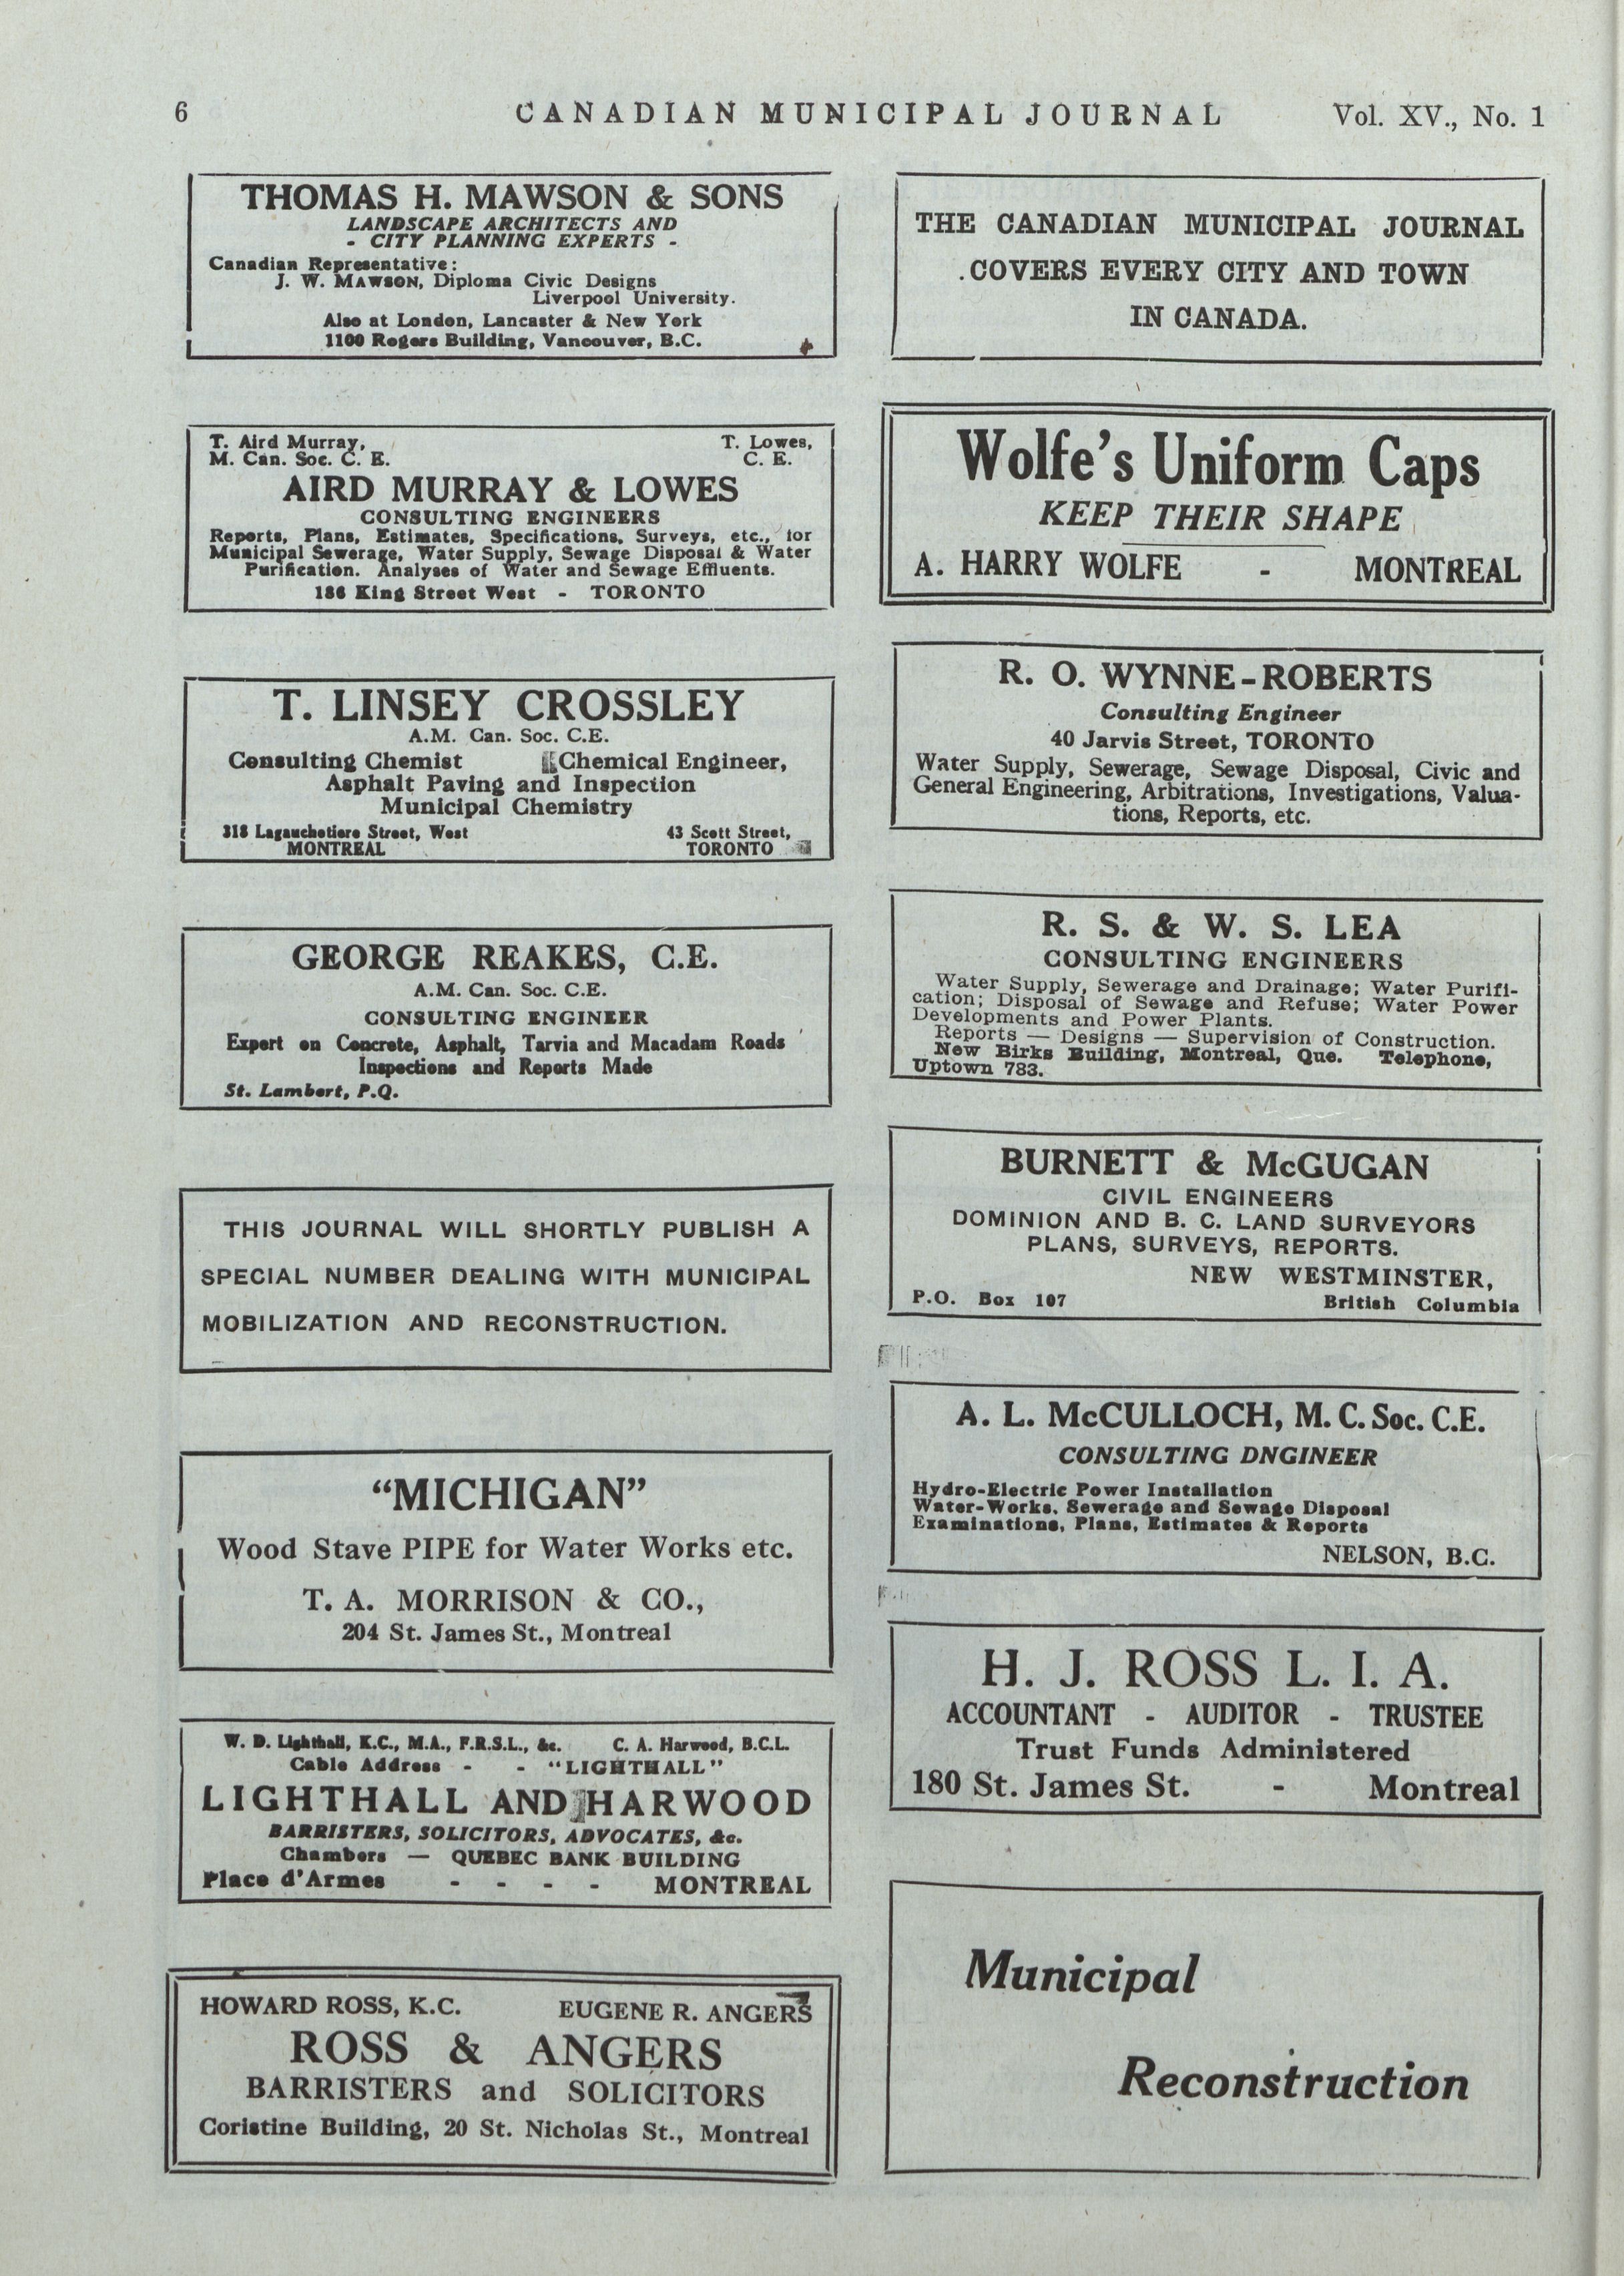 6 CANADIAN MUNICIPAL JOURNAL Vol. XV., No. 1
THOMAS H. MAWSON & SONS
LANDSCAPE ARCHITECTS AND
- CITY PLANNING EXPERTS -
Canadian Representative:
J. W. MAWSON, Diploma Civic Designs
Liverpool University.
Also at London, Lancaster & New York
1100 Rogers Building, Vancouver, B.C.
T. Aird Murray, T. Lowes,
M. Can. Soc. C. E. C. E.
AIRD MURRAY & LOWES
CONSULTING ENGINEERS
Reports, Plans, Estimates, Specifications, Surveys, etc., for
Municipal Sewerage, Water Supply, Sewage Disposal & Water
Purification. Analyses of Water and Sewage Effluents.
186 King Street West - TORONTO
T. LINSEY CROSSLEY
A.M. Can. Soc. C.E.
Consulting Chemist Chemical Engineer,
Asphalt Paving and Inspection
Municipal Chemistry
318 Lagauchetiere Street, West 43 Scott Street,
MONTREAL TORONTO
GEORGE REAKES, C.E.
A.M. Can. Soc. C.E.
CONSULTING ENGINEER
Expert on Concrete, Asphalt, Tarvia and Macadam Roads
Inspections and Reports Made
St. Lambert, P.Q.
THIS JOURNAL WILL SHORTLY PUBLISH A
SPECIAL NUMBER DEALING WITH MUNICIPAL
MOBILIZATION AND RECONSTRUCTION.
"MICHIGAN"
Wood Stave PIPE for Water Works etc.
T. A. MORRISON & CO.,
204 St. James St., Montreal
W. D. Lighthall, K.C., M.A., F.R.S.L., &c. C. A. Harwood, B.C.L.
Cable Address - - "LIGHTHALL"
LIGHTHALL AND HARWOOD
BARRISTERS, SOLICITORS, ADVOCATES, &c.
Chambers — QUEBEC BANK BUILDING
Place d'Armes - - - - MONTREAL
HOWARD ROSS, K.C. EUGENE R. ANGERS
ROSS & ANGERS
BARRISTERS and SOLICITORS
Coristine Building, 20 St. Nicholas St., Montreal
THE CANADIAN MUNICIPAL JOURNAL
COVERS EVERY CITY AND TOWN
IN CANADA.
Wolfe's Uniform Caps
KEEP THEIR SHAPE
A. HARRY WOLFE - MONTREAL
R. O. WYNNE-ROBERTS
Consulting Engineer
40 Jarvis Street, TORONTO
Water Supply, Sewerage, Sewage Disposal, Civic and
General Engineering, Arbitrations, Investigations, Valua-
tions, Reports, etc.
R. S. & W. S. LEA
CONSULTING ENGINEERS
Water Supply, Sewerage and Drainage; Water Purifi-
cation; Disposal of Sewage and Refuse; Water Power
Developments and Power Plants.
Reports — Designs — Supervision of Construction.
New Birks Building, Montreal, Que. Telephone,
Uptown 783.
BURNETT & McGUGAN
CIVIL ENGINEERS
DOMINION AND B. C. LAND SURVEYORS
PLANS, SURVEYS, REPORTS.
NEW WESTMINSTER,
P.O. Box 107 British Columbia
A. L. McCULLOCH, M. C. Soc. C.E.
CONSULTING DNGINEER
Hydro-Electric Power Installation
Water-Works, Sewerage and Sewage Disposal
Examinations, Plans, Estimates & Reports
NELSON, B.C.
H. J. ROSS L. I. A.
ACCOUNTANT - AUDITOR - TRUSTEE
Trust Funds Administered
180 St. James St. - Montreal
Municipal
Reconstruction